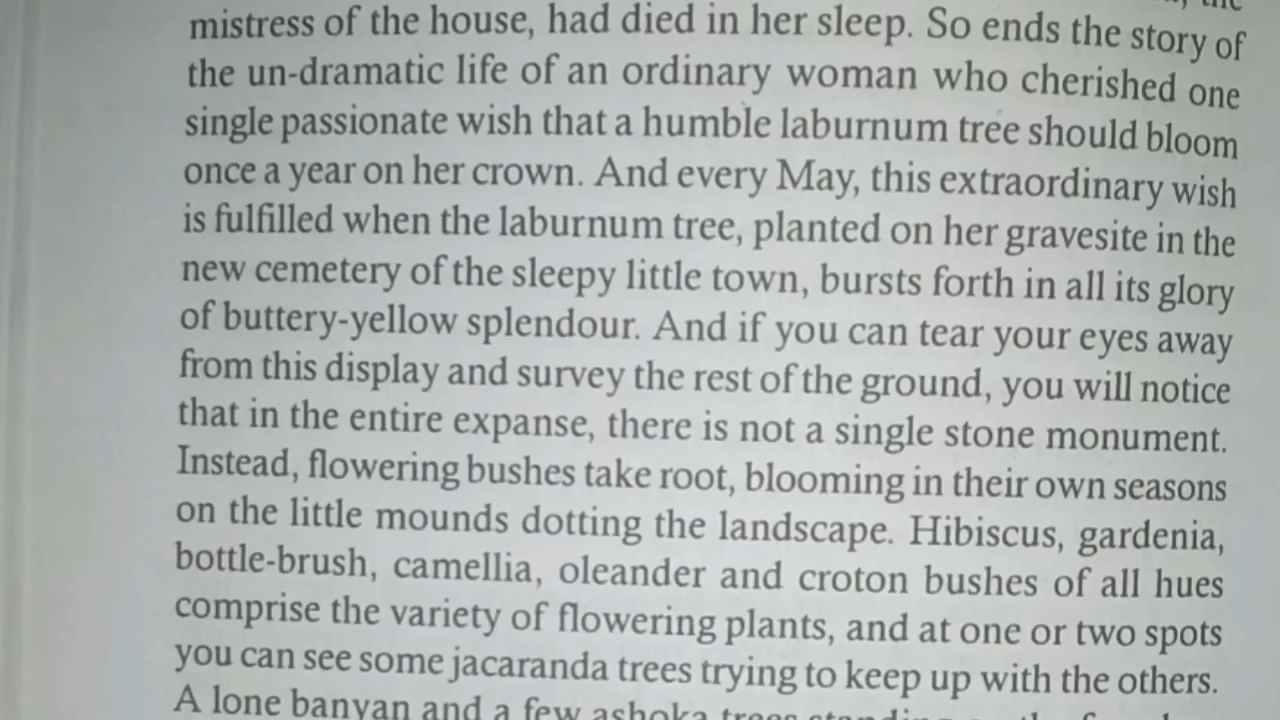 mistress of the house, had died in her sleep. So ends the story of
the un-dramatic life of an ordinary woman who cherished one
single passionate wish that a humble laburnum tree should bloom
once a year on her crown. And every May, this extraordinary wish
is fulfilled when the laburnum tree, planted on her gravesite in the
new cemetery of the sleepy little town, bursts forth in all its glory
of buttery-yellow splendour. And if you can tear your eyes away
from this display and survey the rest of the ground, you will notice
that in the entire expanse, there is not a single stone monument.
Instead, flowering bushes take root, blooming in their own seasons
on the little mounds dotting the landscape. Hibiscus, gardenia,
bottle-brush, camellia, oleander and croton bushes of all hues
comprise the variety of flowering plants, and at one or two spots
you can see some jacaranda trees trying to keep up with the others.
A lone banyan and a few ashoka trees standing